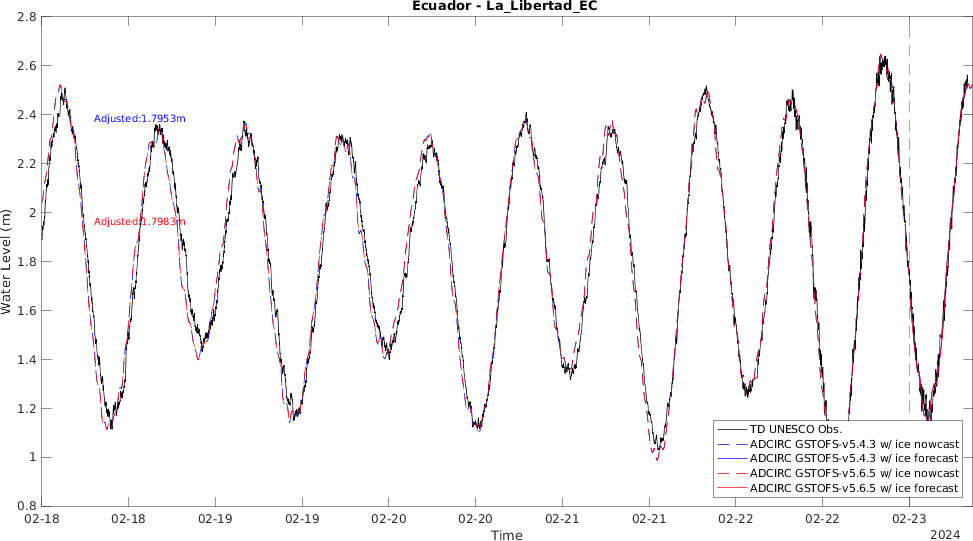 Ecuador - La_Libertad_EC
2.8
2.6
2.4
2.2
2
1.8
1.6
1.4
1.2
1
0.8
Water Level (m)
Adjusted:1.7953m
Adjusted:1.7983m
TD UNESCO Obs.
ADCIRC GSTOFS-v5.4.3 w/ ice nowcast
ADCIRC GSTOFS-v5.4.3 w/ ice forecast
ADCIRC GSTOFS-v5.6.5 w/ ice nowcast
ADCIRC GSTOFS-v5.6.5 w/ ice forecast
02-18 02-18 02-19 02-19 02-20 02-20 02-21 02-21 02-22 02-22 02-23
Time
2024